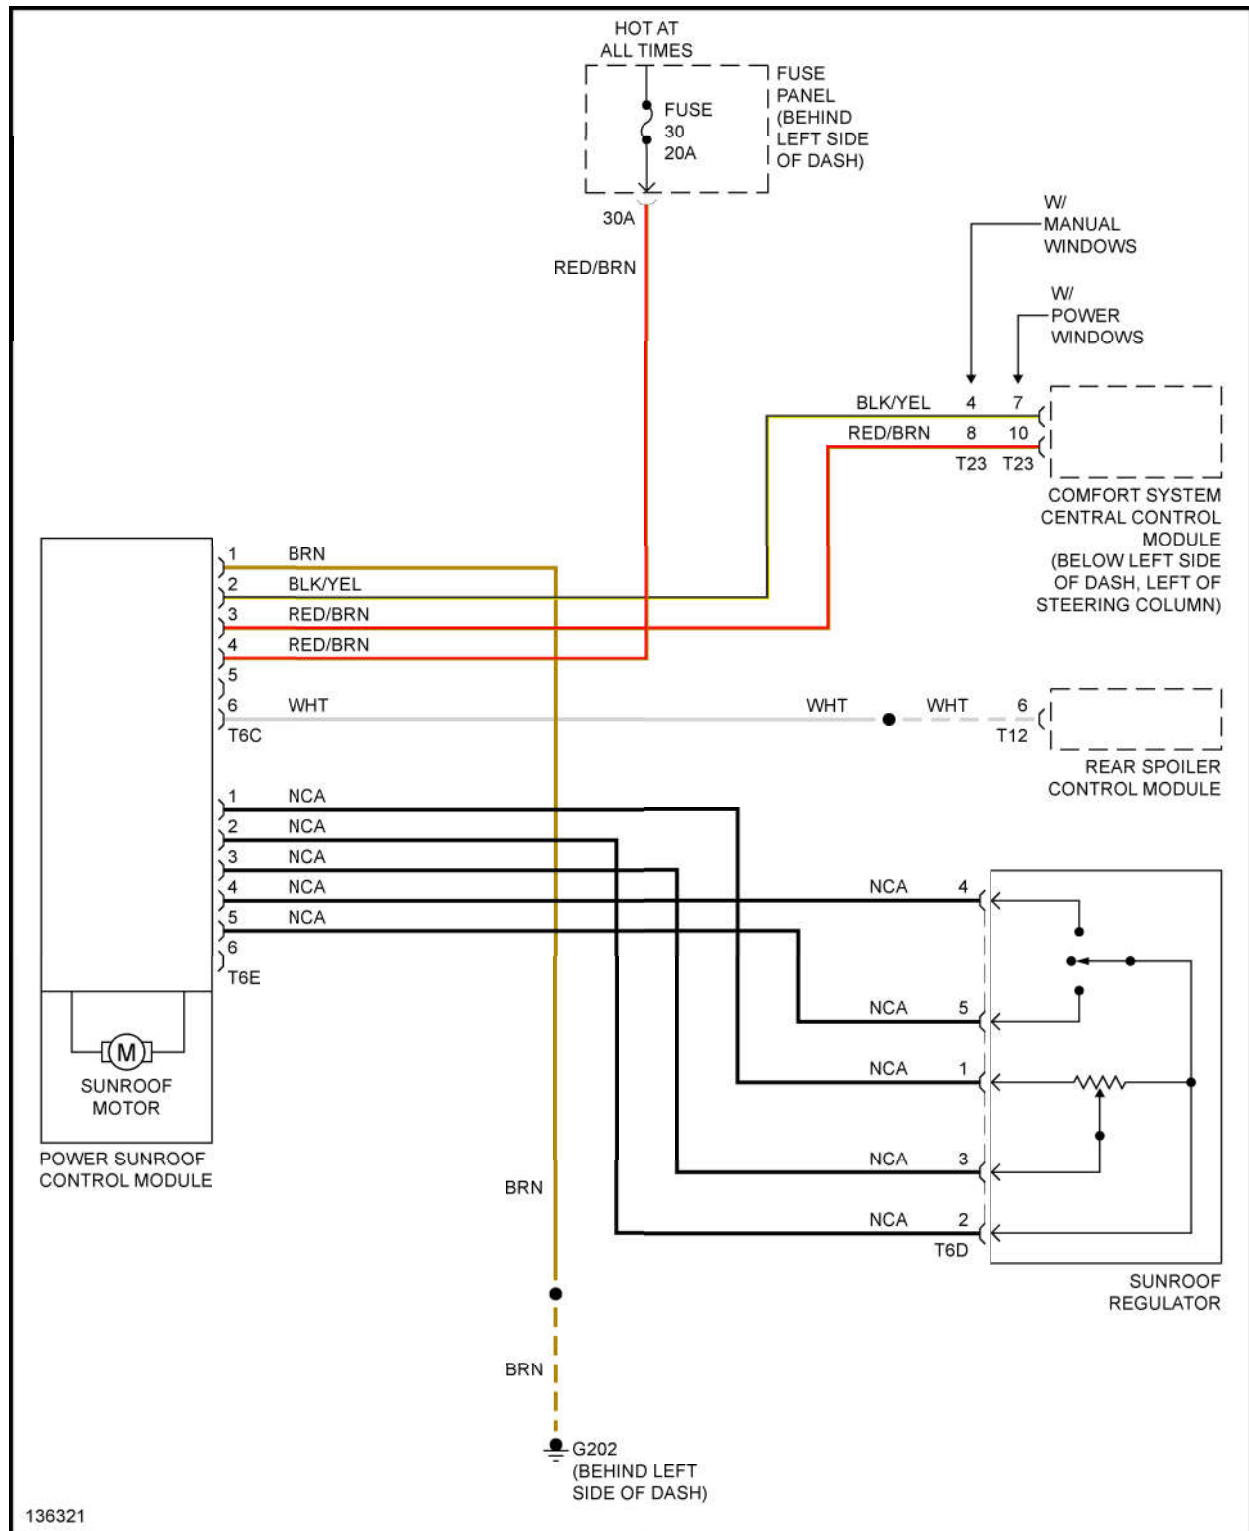 HOT AT
ALL TIMES
FUSE
30
20A
FUSE
PANEL
(BEHIND
LEFT SIDE
OF DASH)
30A
RED/BRN
W/
MANUAL
WINDOWS
W/
POWER
WINDOWS
BLK/YEL 4 7
RED/BRN 8 10
T23 T23
COMFORT SYSTEM
CENTRAL CONTROL
MODULE
(BELOW LEFT SIDE
OF DASH, LEFT OF
STEERING COLUMN)
1 BRN
2 BLK/YEL
3 RED/BRN
4 RED/BRN
5
6 WHT WHT WHT 6
T6C T12
REAR SPOILER
CONTROL MODULE
1 NCA
2 NCA
3 NCA
4 NCA
5 NCA
6
T6E
NCA 4
NCA 5
NCA 1
NCA 3
NCA 2
T6D
SUNROOF
REGULATOR
M
SUNROOF
MOTOR
POWER SUNROOF
CONTROL MODULE
BRN
BRN
G202
(BEHIND LEFT
SIDE OF DASH)
136321